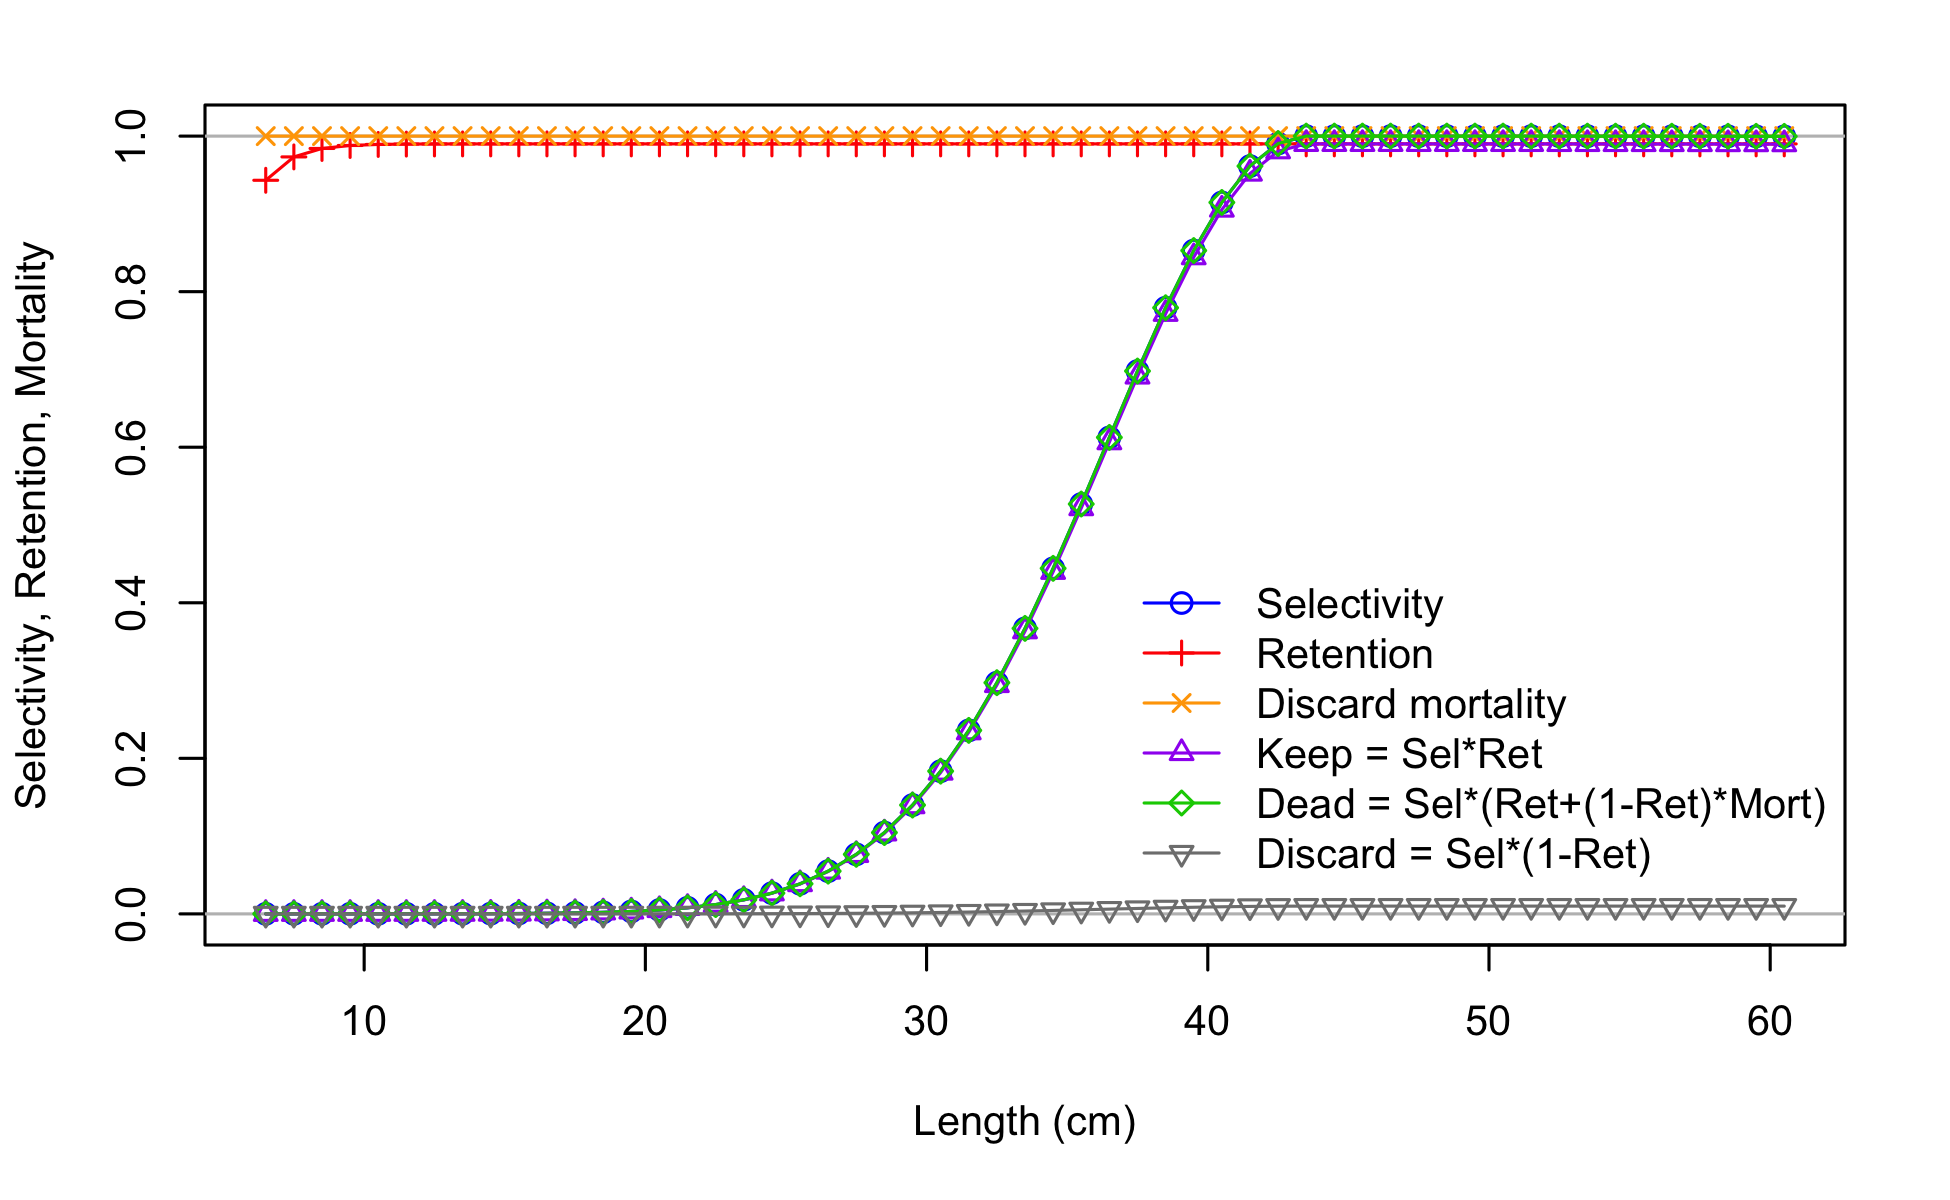 Selectivity, Retention, Mortality
1.0
0.8
0.6
0.4
0.2
0.0
Selectivity
Retention
Discard mortality
Keep = Sel*Ret
Dead = Sel*(Ret+(1-Ret)*Mort)
Discard = Sel*(1-Ret)
10 20 30 40 50 60
Length (cm)